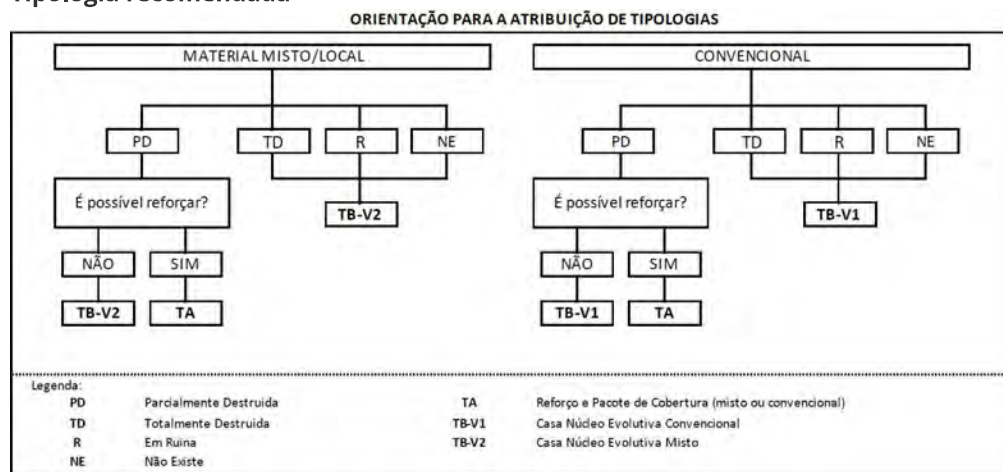 Tipologia recomendada
ORIENTAÇÃO PARA A ATRIBUIÇÃO DE TIPOLOGIAS
MATERIAL MISTO/LOCAL
PD TD R NE
É possível reforçar?
TB-V2
NÃO SIM
TB-V2 TA
CONVENCIONAL
PD TD R NE
É possível reforçar?
TB-V1
NÃO SIM
TB-V1 TA
Legenda:
PD Parcialmente Destruida
TD Totalmente Destruida
R Em Ruina
NE Não Existe
TA Reforço e Pacote de Cobertura (misto ou convencional)
TB-V1 Casa Núcleo Evolutiva Convencional
TB-V2 Casa Núcleo Evolutiva Misto